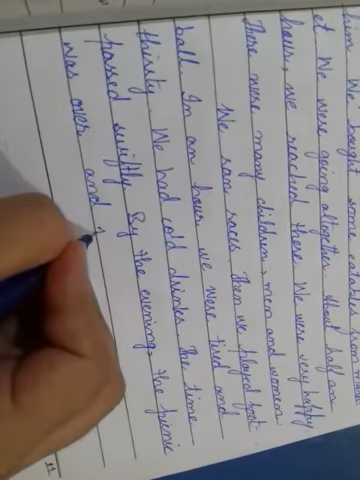 him. We bought some eatables from
et. We were going altogether. About half an
hour, we reached there. We were very happy.
There were many children, men and women.
We ran races. Then we played foot-
ball. In an hour we were tired and
thirsty. We had cold drinks. The time
passed swiftly. By the evening, the picnic
was over and